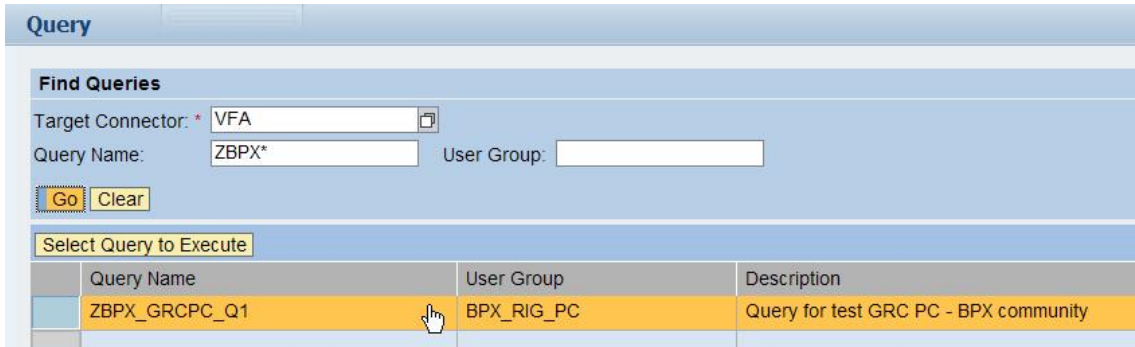 Query
Find Queries
Target Connector: * VFA
Query Name: ZBPX* User Group:
Go Clear
Select Query to Execute
Query Name User Group Description
ZBPX_GRCPC_Q1 BPX_RIG_PC Query for test GRC PC - BPX community